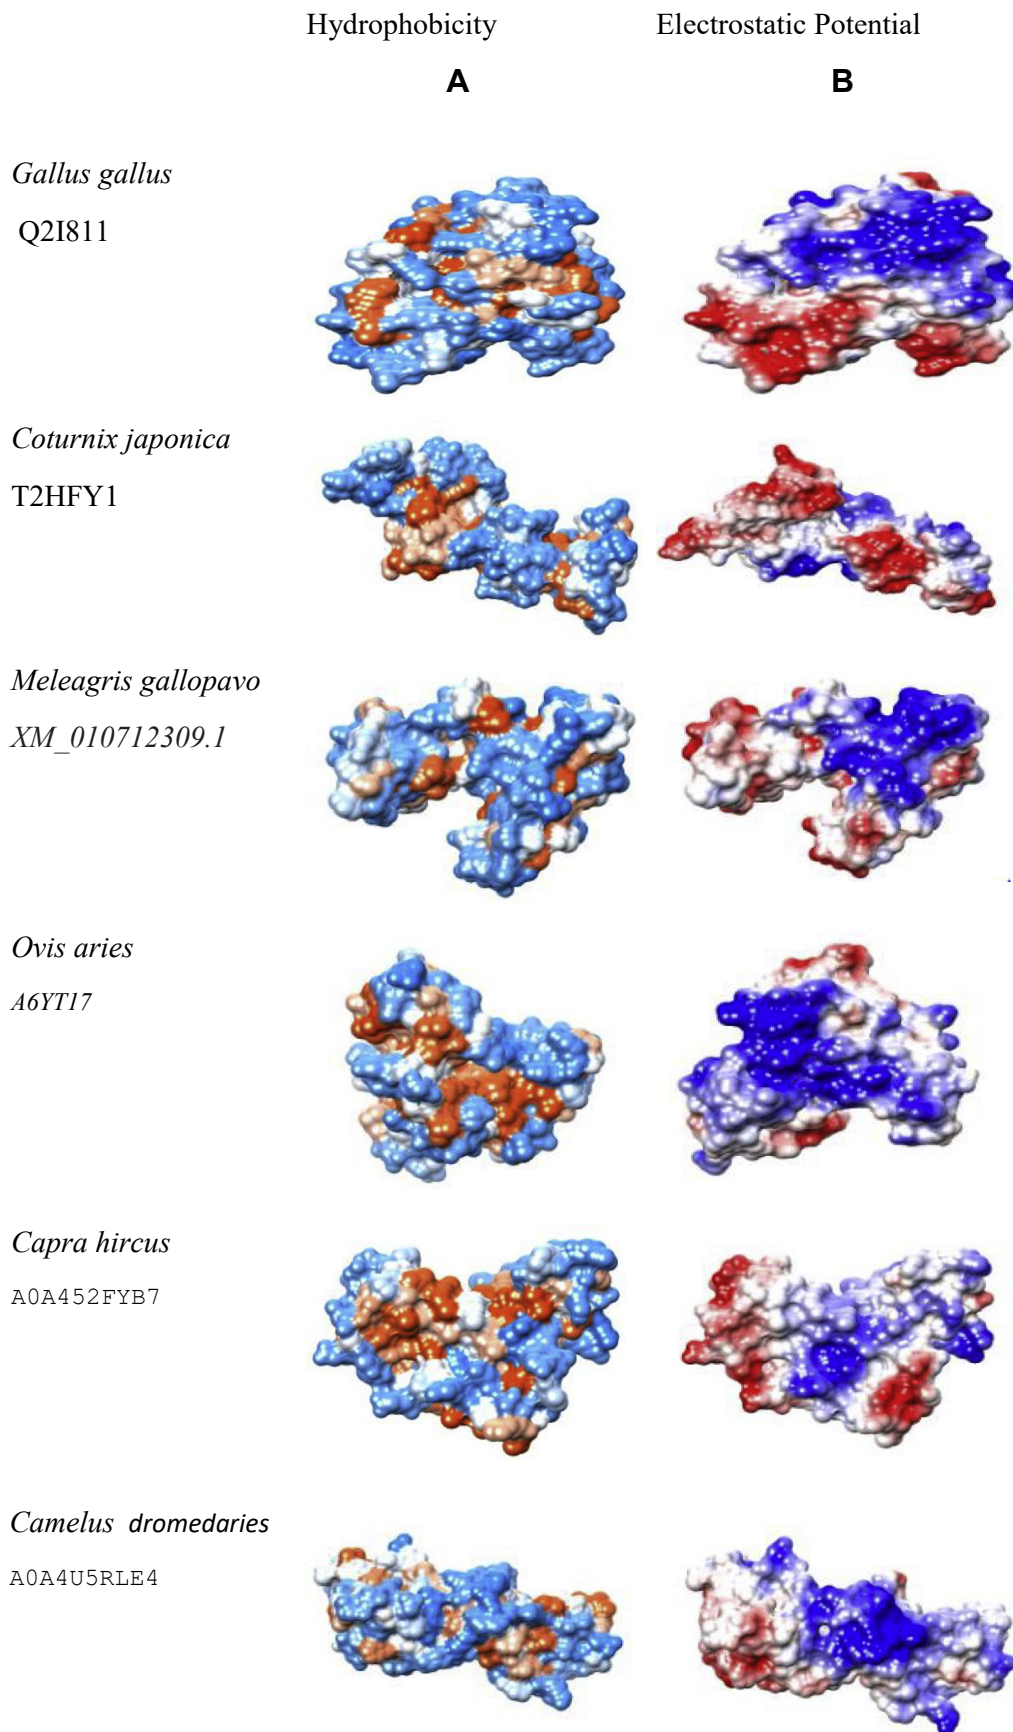 Hydrophobicity Electrostatic Potential
A B
Gallus gallus
Q2I811
Coturnix japonica
T2HFY1
Meleagris gallopavo
XM_010712309.1
Ovis aries
A6YT17
Capra hircus
A0A452FYB7
Camelus dromedaries
A0A4U5RLE4